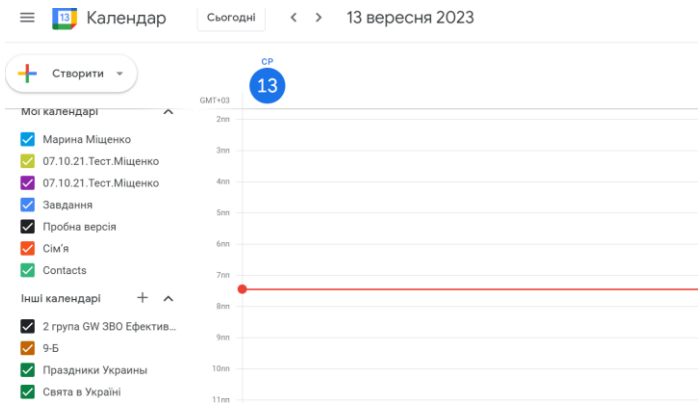 13 Календар Сьогодні 13 вересня 2023
Створити
СР
13
GMT+03
Мої календарі
2пп
Марина Міщенко
3пп
07.10.21.Тест.Міщенко
07.10.21.Тест.Міщенко
4пп
Завдання
5пп
Пробна версія
6пп
Сім'я
Contacts
7пп
Інші календарі
8пп
2 група GW ЗВО Ефектив...
9-Б
9пп
Праздники Украины
10пп
Свята в Україні
11пп